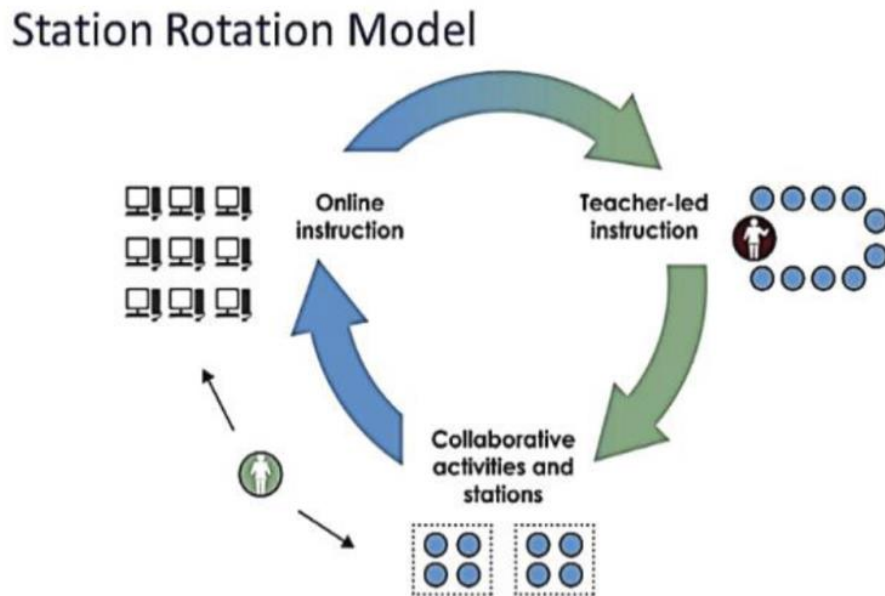 Station Rotation Model
Online
instruction
Teacher-led
instruction
Collaborative
activities and
stations